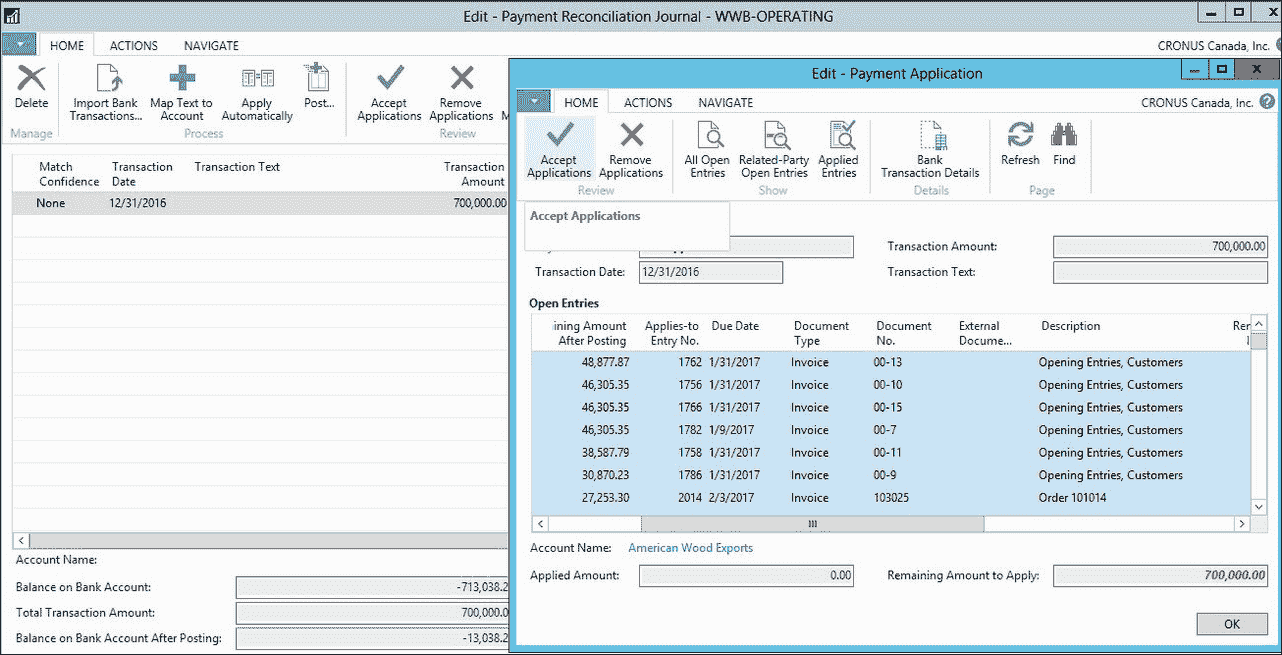 Edit - Payment Reconciliation Journal - WWB-OPERATING
HOME ACTIONS NAVIGATE
CRONUS Canada, Inc.
Delete
Import Bank Transactions...
Map Text to Account
Apply Automatically
Post...
Accept Applications
Remove Applications
Manage Process Review
Match Confidence
Transaction Date
Transaction Text
Transaction Amount
None 12/31/2016 700,000.00
Account Name:
Balance on Bank Account: -713,038.2
Total Transaction Amount: 700,000.0
Balance on Bank Account After Posting: -13,038.2
Edit - Payment Application
HOME ACTIONS NAVIGATE
CRONUS Canada, Inc.
Accept Applications
Remove Applications
All Open Entries
Related-Party Open Entries
Applied Entries
Bank Transaction Details
Refresh
Find
Review Show Details Page
Accept Applications
Transaction Amount: 700,000.00
Transaction Date: 12/31/2016
Transaction Text:
Open Entries
ining Amount After Posting
Applies-to Entry No.
Due Date
Document Type
Document No.
External Docume...
Description
Rer
48,877.87 1762 1/31/2017 Invoice 00-13 Opening Entries, Customers
46,305.35 1756 1/31/2017 Invoice 00-10 Opening Entries, Customers
46,305.35 1766 1/31/2017 Invoice 00-15 Opening Entries, Customers
46,305.35 1782 1/9/2017 Invoice 00-7 Opening Entries, Customers
38,587.79 1758 1/31/2017 Invoice 00-11 Opening Entries, Customers
30,870.23 1786 1/31/2017 Invoice 00-9 Opening Entries, Customers
27,253.30 2014 2/3/2017 Invoice 103025 Order 101014
Account Name: American Wood Exports
Applied Amount: 0.00
Remaining Amount to Apply: 700,000.00
OK